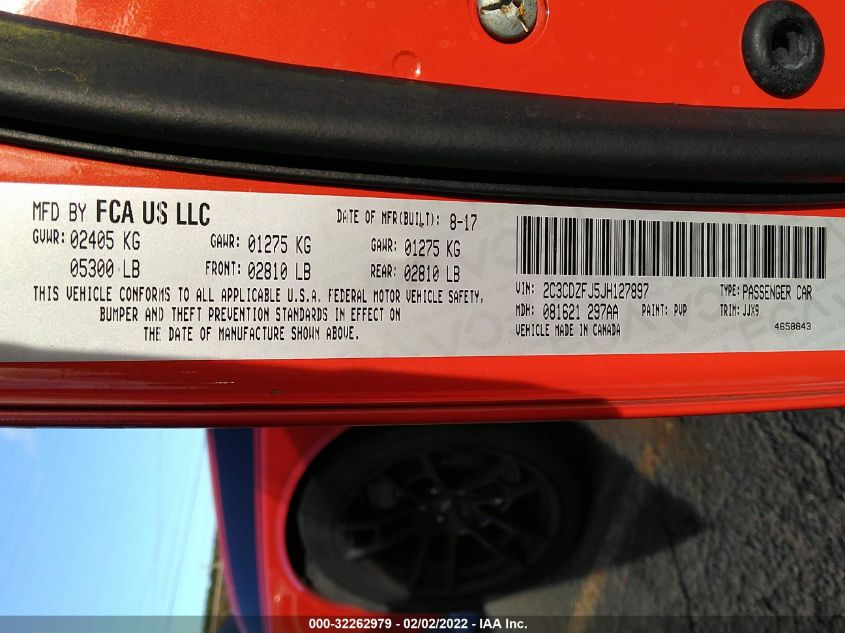 MFD BY FCA US LLC
DATE OF MFR(BUILT): 8-17
GVWR: 02405 KG GAWR: 01275 KG GAWR: 01275 KG
05300 LB FRONT: 02810 LB REAR: 02810 LB
THIS VEHICLE CONFORMS TO ALL APPLICABLE U.S.A. FEDERAL MOTOR VEHICLE SAFETY,
BUMPER AND THEFT PREVENTION STANDARDS IN EFFECT ON
THE DATE OF MANUFACTURE SHOWN ABOVE.
VIN: 2C3CDZFJ5JH127897 TYPE: PASSENGER CAR
MDH: 081621 297AA PAINT: PVP TRIM: JJX9
VEHICLE MADE IN CANADA 4658843
000-32262979 - 02/02/2022 - IAA Inc.